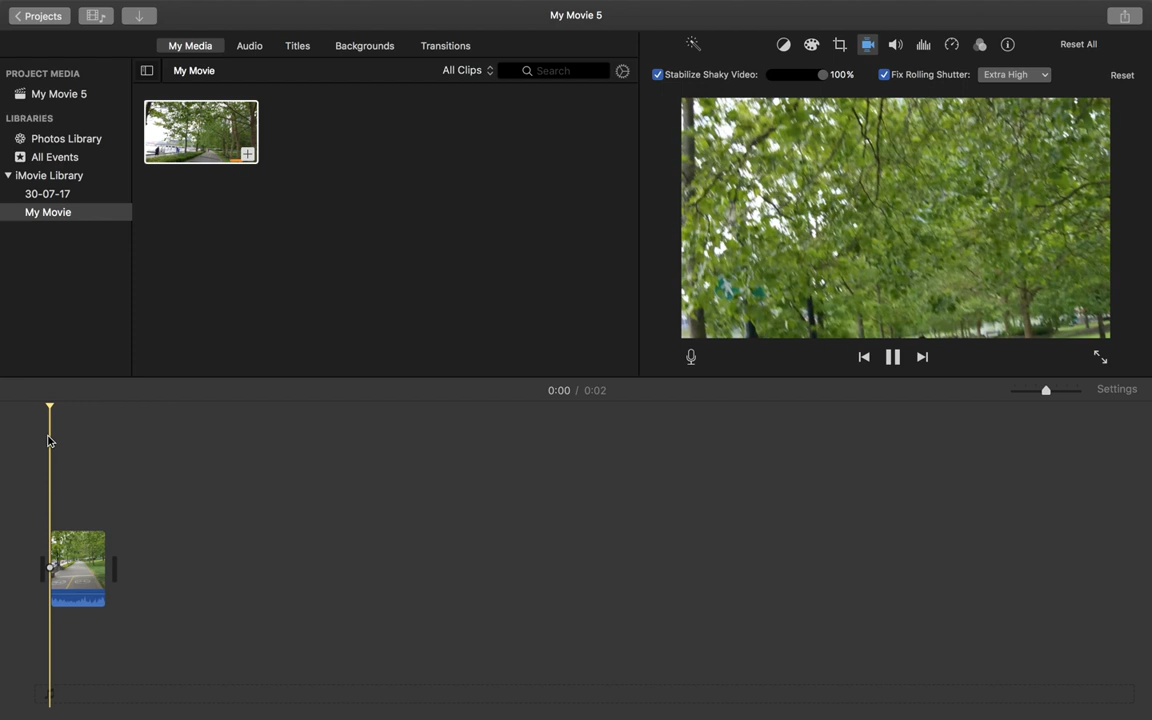 Projects
My Movie 5
My Media Audio Titles Backgrounds Transitions
Reset All
PROJECT MEDIA
My Movie 5
LIBRARIES
Photos Library
All Events
iMovie Library
30-07-17
My Movie
My Movie
All Clips
Search
Stabilize Shaky Video: 100% Fix Rolling Shutter: Extra High Reset
0:00 / 0:02
Settings